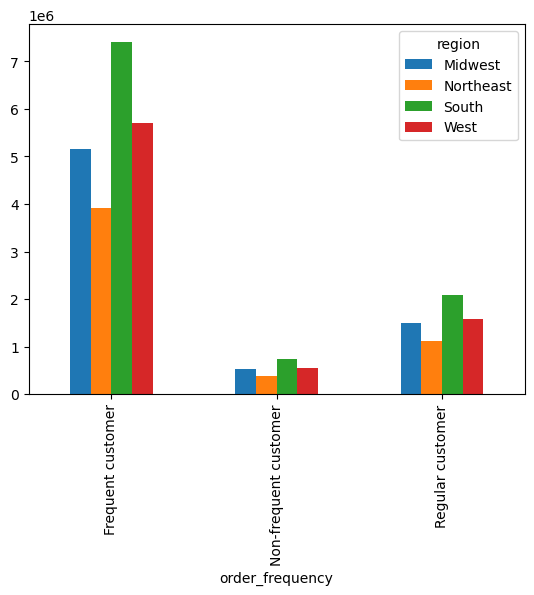 1e6
region
Midwest
Northeast
South
West
7
6
5
4
3
2
1
0
Frequent customer
Non-frequent customer
Regular customer
order_frequency